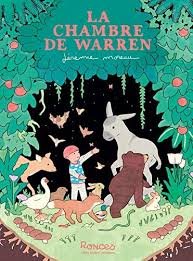 LA
CHAMBRE
DE WARREN
Jérémie Moreau
RONCES